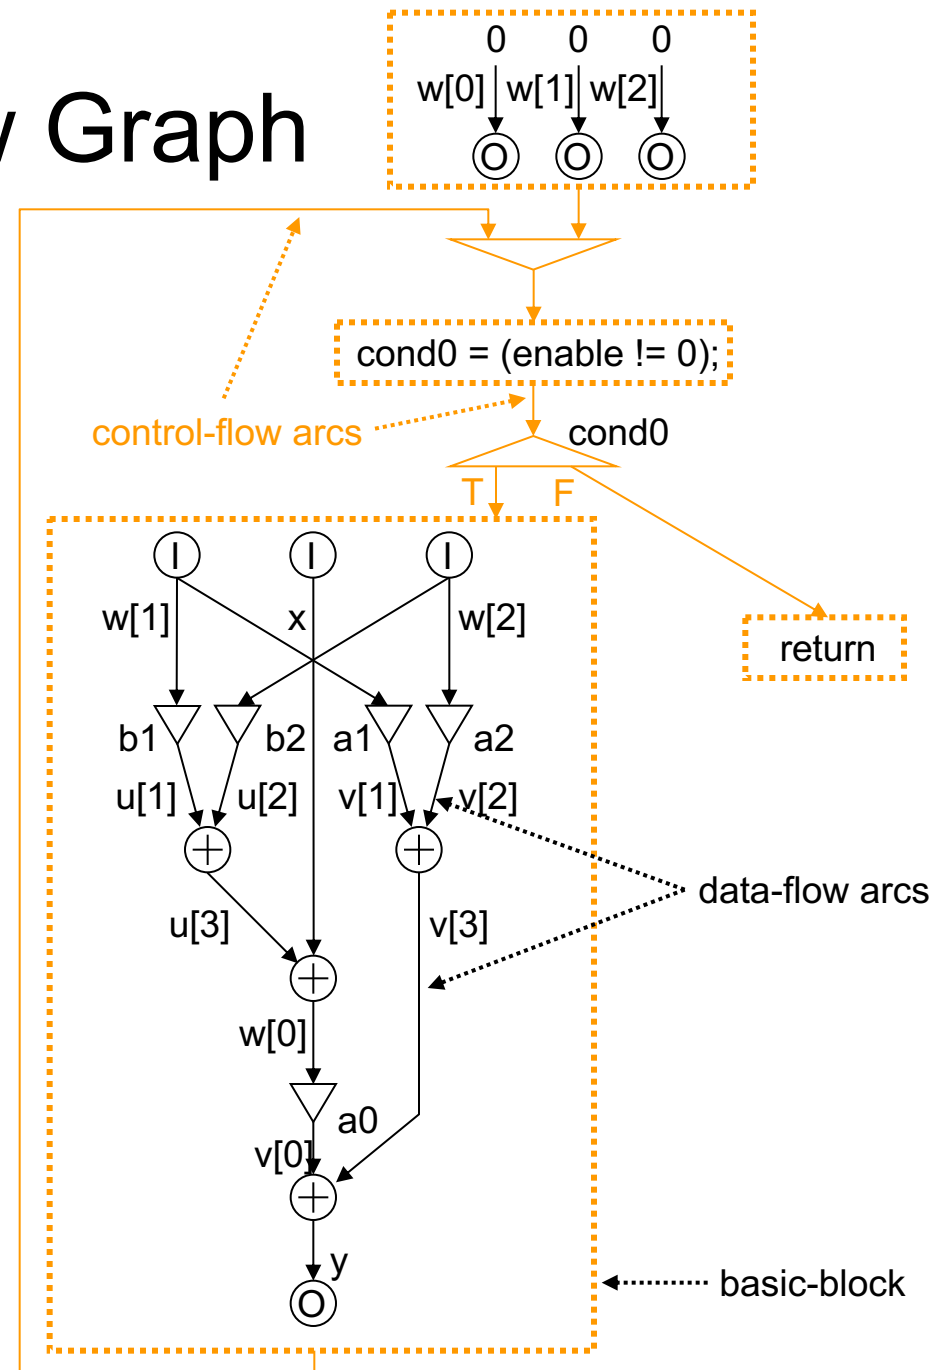 0 0 0
w[0] w[1] w[2]
O O O
w Graph
cond0 = (enable != 0);
control-flow arcs
cond0
T F
I I I
w[1] x w[2]
return
b1 b2 a1 a2
u[1] u[2] v[1] v[2]
data-flow arcs
u[3] v[3]
w[0]
a0
v[0]
y
basic-block
O